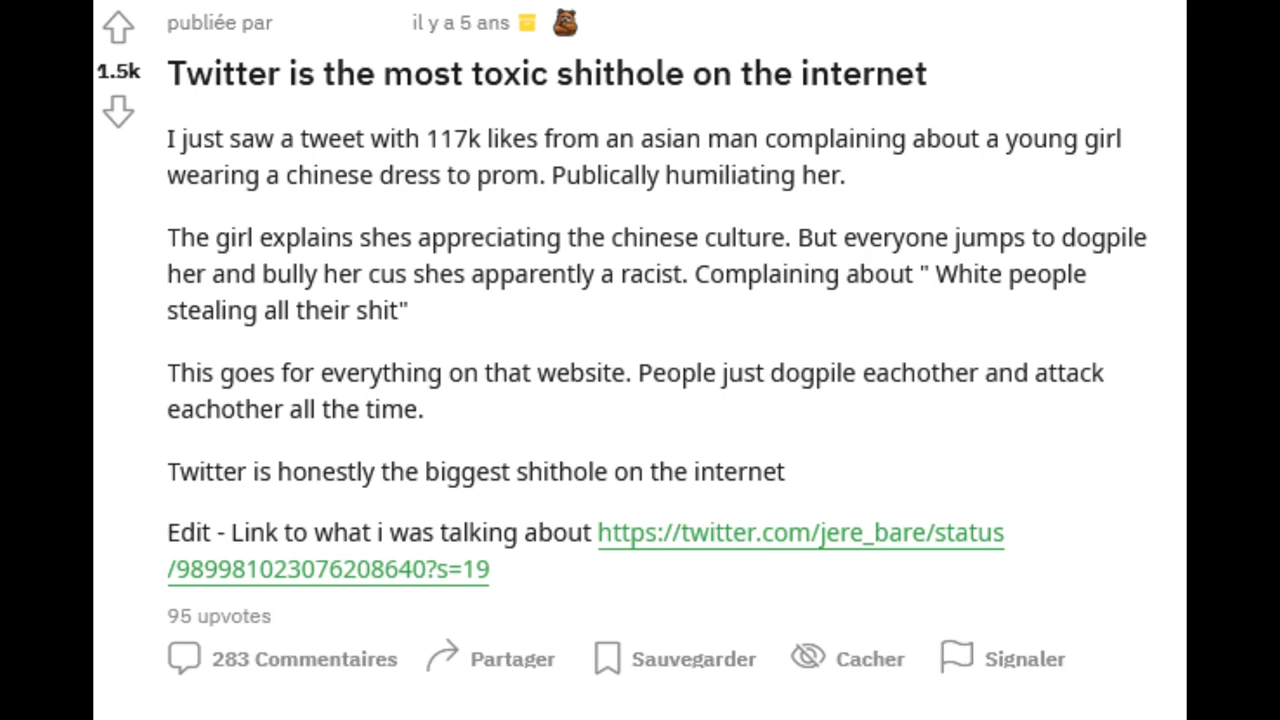 publiée par il y a 5 ans
1.5k
Twitter is the most toxic shithole on the internet
I just saw a tweet with 117k likes from an asian man complaining about a young girl
wearing a chinese dress to prom. Publically humiliating her.
The girl explains shes appreciating the chinese culture. But everyone jumps to dogpile
her and bully her cus shes apparently a racist. Complaining about " White people
stealing all their shit"
This goes for everything on that website. People just dogpile eachother and attack
eachother all the time.
Twitter is honestly the biggest shithole on the internet
Edit - Link to what i was talking about https://twitter.com/jere_bare/status
/989981023076208640?s=19
95 upvotes
283 Commentaires Partager Sauvegarder Cacher Signaler